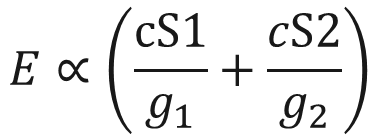 E ∝ (cS1/g₁ + cS2/g₂)